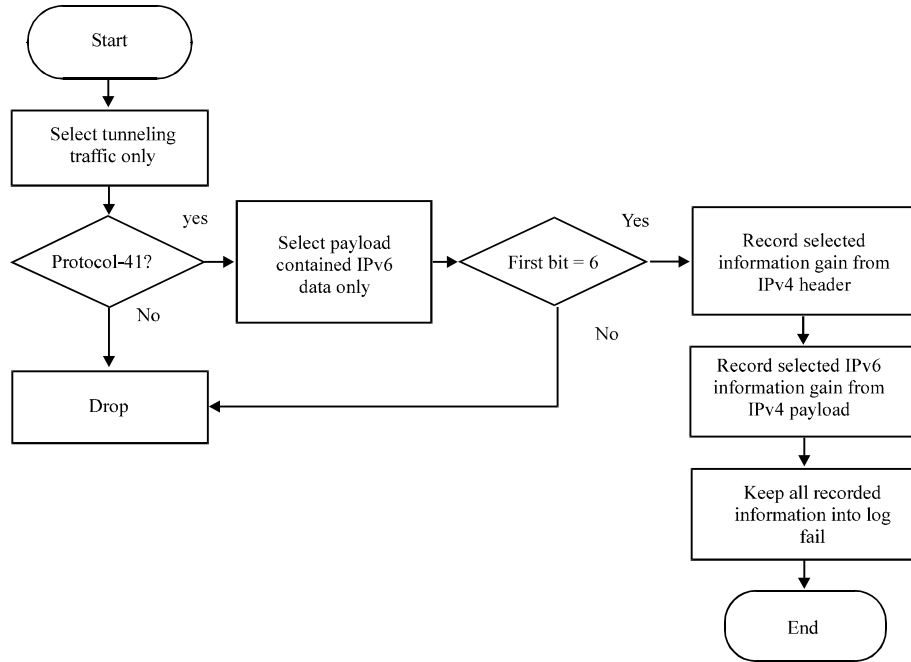 Start
Select tunneling
traffic only
Protocol-41?
yes
No
Select payload
contained IPv6
data only
First bit = 6
Yes
No
Drop
Record selected
information gain from
IPv4 header
Record selected IPv6
information gain from
IPv4 payload
Keep all recorded
information into log
fail
End